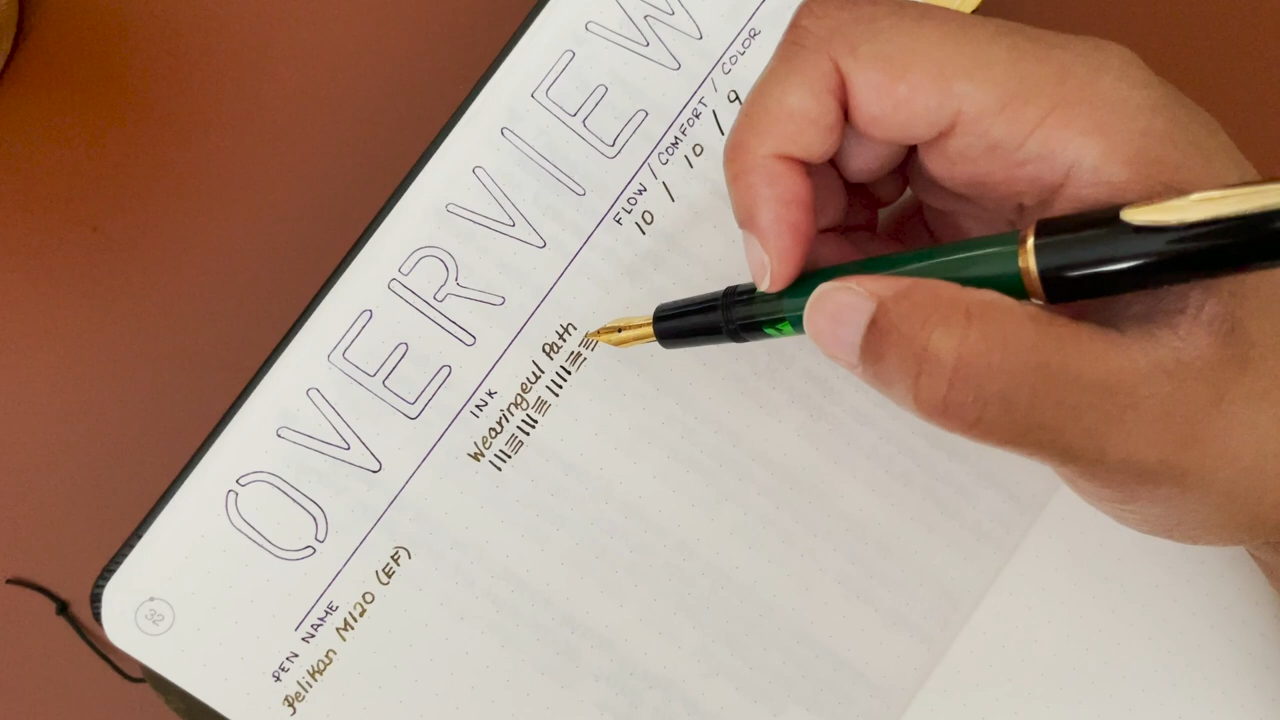 OVERVIEW
PEN NAME
INK
FLOW / COMFORT / COLOR
Pelikan M120 (EF)
Wearingeul Path
10 / 10 / 9
32